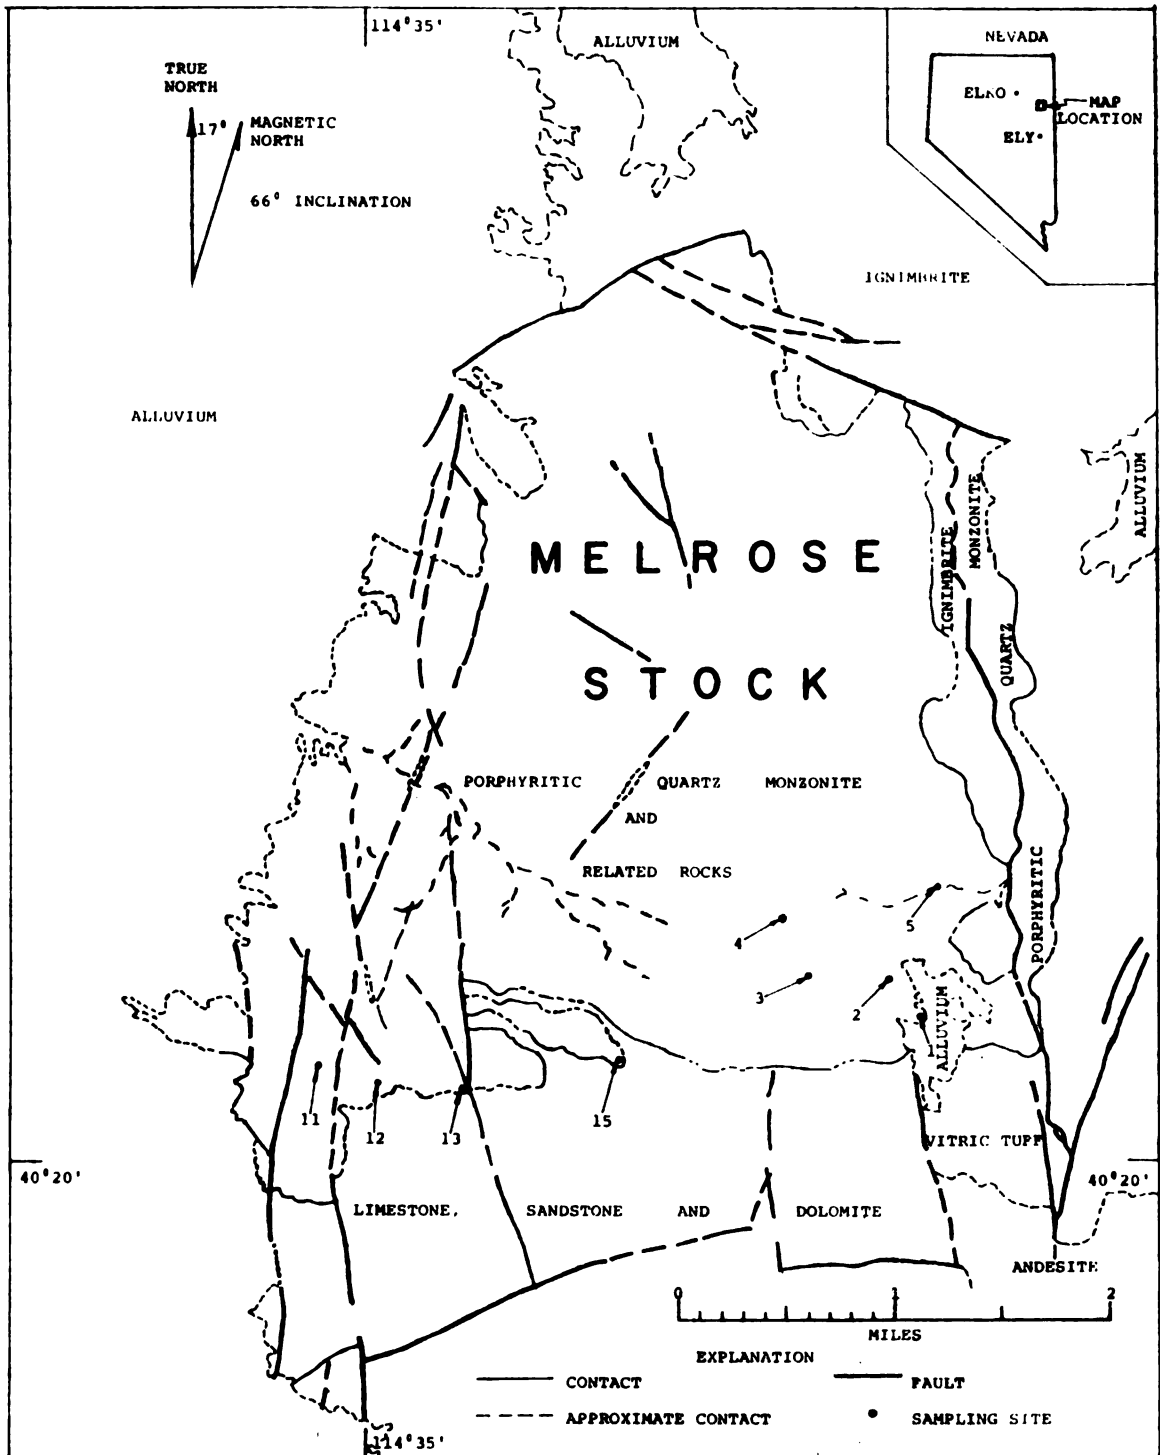 114°35'
ALLUVIUM
NEVADA
TRUE
NORTH
17°
MAGNETIC
NORTH
66° INCLINATION
ELKO
MAP
LOCATION
ELY
IGNIMBRITE
ALLUVIUM
ALLUVIUM
MELROSE
STOCK
IGNIMBRITE
MONZONITE
QUARTZ
PORPHYRITIC
PORPHYRITIC QUARTZ MONZONITE
AND
RELATED ROCKS
4
5
3
2
ALLUVIUM
11
12
13
15
VITRIC TUFF
40°20'
40°20'
LIMESTONE, SANDSTONE AND DOLOMITE
ANDESITE
0 1 2
MILES
EXPLANATION
CONTACT
FAULT
APPROXIMATE CONTACT
SAMPLING SITE
114°35'